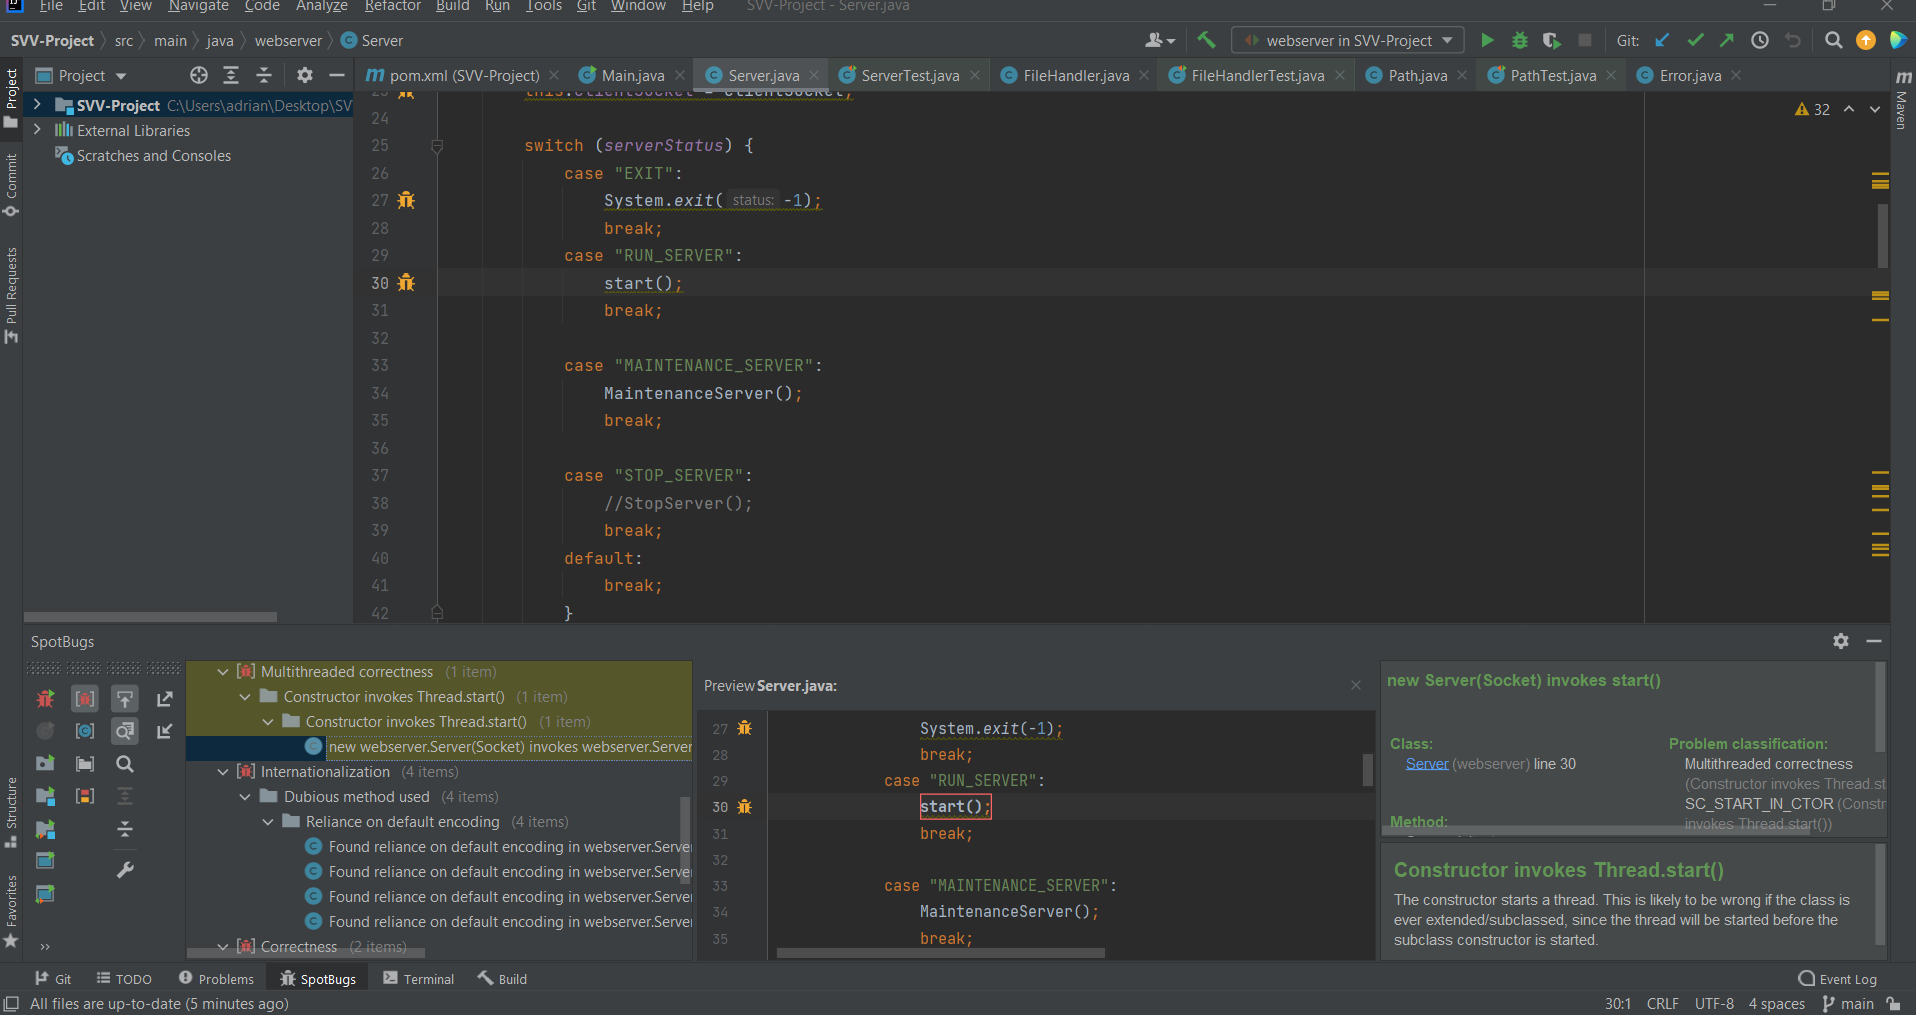 File Edit View Navigate Code Analyze Refactor Build Run Tools Git Window Help SVV-Project - Server.java
SVV-Project src main java webserver Server webserver in SVV-Project Git:
Project
pom.xml (SVV-Project) Main.java Server.java ServerTest.java FileHandler.java FileHandlerTest.java Path.java PathTest.java Error.java
SVV-Project C:\Users\adrian\Desktop\SV
External Libraries
Scratches and Consoles
Project
Commit
Pull Requests
Structure
Favorites
Maven
32
23 this.clientSocket = clientSocket;
24
25 switch (serverStatus) {
26 case "EXIT":
27 System.exit( status: -1);
28 break;
29 case "RUN_SERVER":
30 start();
31 break;
32
33 case "MAINTENANCE_SERVER":
34 MaintenanceServer();
35 break;
36
37 case "STOP_SERVER":
38 //StopServer();
39 break;
40 default:
41 break;
42 }
SpotBugs
Multithreaded correctness (1 item)
Constructor invokes Thread.start() (1 item)
Constructor invokes Thread.start() (1 item)
new webserver.Server(Socket) invokes webserver.Server
Internationalization (4 items)
Dubious method used (4 items)
Reliance on default encoding (4 items)
Found reliance on default encoding in webserver.Serve
Found reliance on default encoding in webserver.Serve
Found reliance on default encoding in webserver.Serve
Found reliance on default encoding in webserver.Serve
Correctness (2 items)
Preview Server.java:
27 System.exit(-1);
28 break;
29 case "RUN_SERVER":
30 start();
31 break;
32
33 case "MAINTENANCE_SERVER":
34 MaintenanceServer();
35 break;
new Server(Socket) invokes start()
Class:
Server (webserver) line 30
Method:
Problem classification:
Multithreaded correctness
(Constructor invokes Thread.st
SC_START_IN_CTOR (Constr
invokes Thread.start())
Constructor invokes Thread.start()
The constructor starts a thread. This is likely to be wrong if the class is
ever extended/subclassed, since the thread will be started before the
subclass constructor is started.
Git TODO Problems SpotBugs Terminal Build Event Log
All files are up-to-date (5 minutes ago) 30:1 CRLF UTF-8 4 spaces main